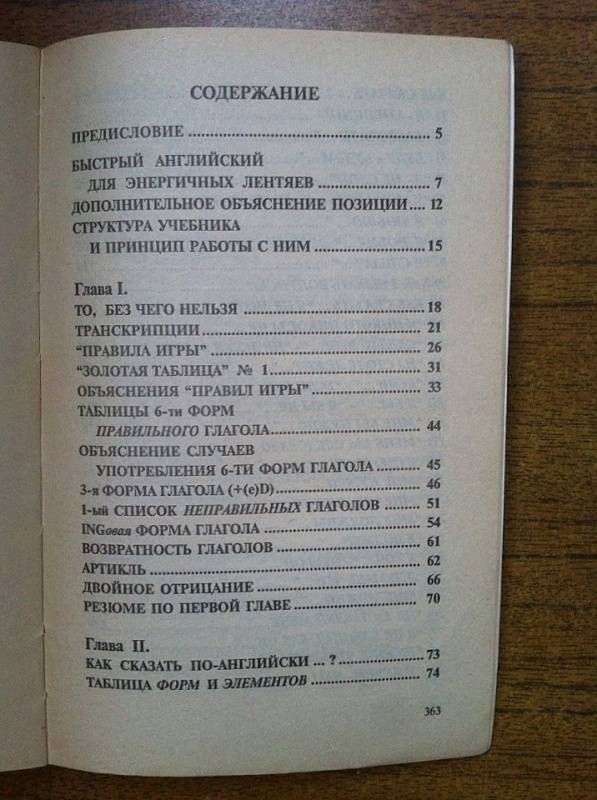 СОДЕРЖАНИЕ
ПРЕДИСЛОВИЕ ........ 5
БЫСТРЫЙ АНГЛИЙСКИЙ
ДЛЯ ЭНЕРГИЧНЫХ ЛЕНТЯЕВ ........ 7
ДОПОЛНИТЕЛЬНОЕ ОБЪЯСНЕНИЕ ПОЗИЦИИ .... 12
СТРУКТУРА УЧЕБНИКА
И ПРИНЦИП РАБОТЫ С НИМ ........ 15
Глава I.
ТО, БЕЗ ЧЕГО НЕЛЬЗЯ ........ 18
ТРАНСКРИПЦИИ ........ 21
"ПРАВИЛА ИГРЫ" ........ 26
"ЗОЛОТАЯ ТАБЛИЦА" № 1 ........ 31
ОБЪЯСНЕНИЯ "ПРАВИЛ ИГРЫ" ........ 33
ТАБЛИЦЫ 6-ти ФОРМ
ПРАВИЛЬНОГО ГЛАГОЛА ........ 44
ОБЪЯСНЕНИЕ СЛУЧАЕВ
УПОТРЕБЛЕНИЯ 6-ТИ ФОРМ ГЛАГОЛА ........ 45
3-я ФОРМА ГЛАГОЛА (+(e)D) ........ 46
1-ый СПИСОК НЕПРАВИЛЬНЫХ ГЛАГОЛОВ ........ 51
INGовая ФОРМА ГЛАГОЛА ........ 54
ВОЗВРАТНОСТЬ ГЛАГОЛОВ ........ 61
АРТИКЛЬ ........ 62
ДВОЙНОЕ ОТРИЦАНИЕ ........ 66
РЕЗЮМЕ ПО ПЕРВОЙ ГЛАВЕ ........ 70
Глава II.
КАК СКАЗАТЬ ПО-АНГЛИЙСКИ ... ? ........ 73
ТАБЛИЦА ФОРМ И ЭЛЕМЕНТОВ ........ 74
363